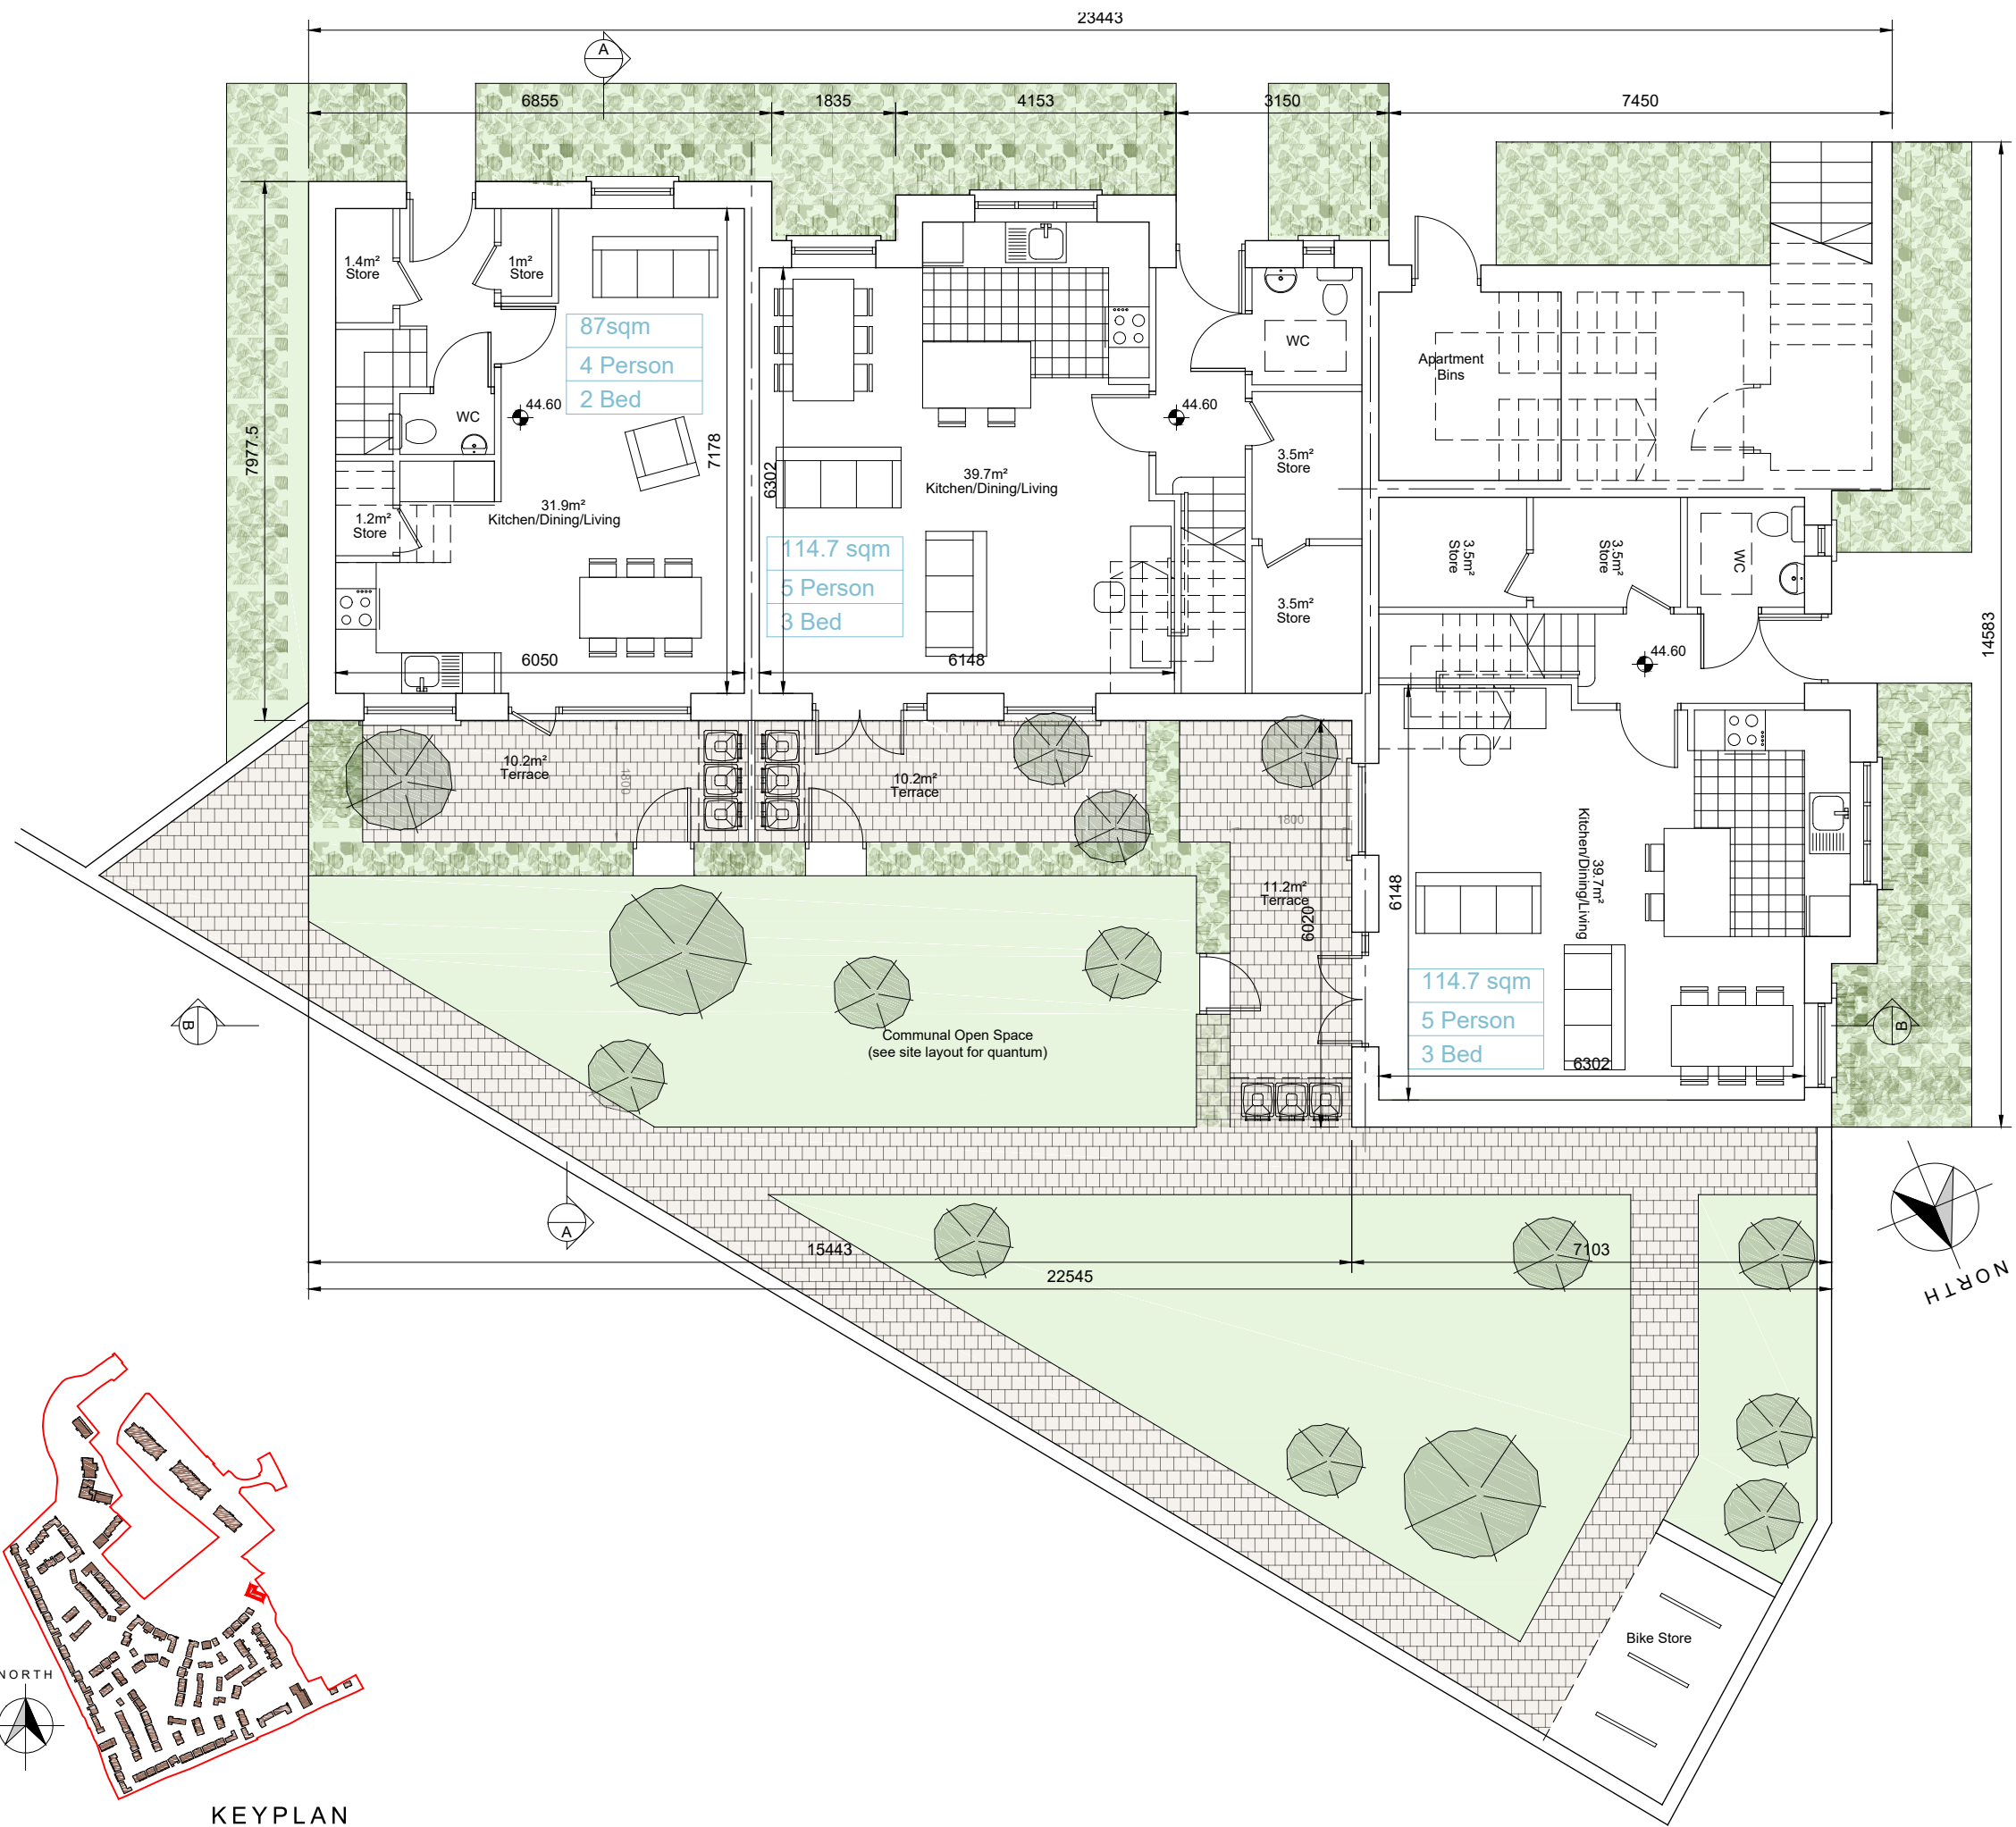 23443
A
6855
1835
4153
3150
7450
1.4m²
Store
1m²
Store
87sqm
4 Person
2 Bed
WC
44.60
7977.5
7178
31.9m²
Kitchen/Dining/Living
1.2m²
Store
6050
6302
39.7m²
Kitchen/Dining/Living
114.7 sqm
5 Person
3 Bed
6148
WC
44.60
3.5m²
Store
3.5m²
Store
Apartment
Bins
3.5m²
Store
3.5m²
Store
WC
44.60
14583
10.2m²
Terrace
1800
10.2m²
Terrace
1800
11.2m²
Terrace
6020
6148
39.7m²
Kitchen/Dining/Living
114.7 sqm
5 Person
3 Bed
6302
B
B
Communal Open Space
(see site layout for quantum)
A
15443
7103
22545
NORTH
Bike Store
NORTH
KEYPLAN